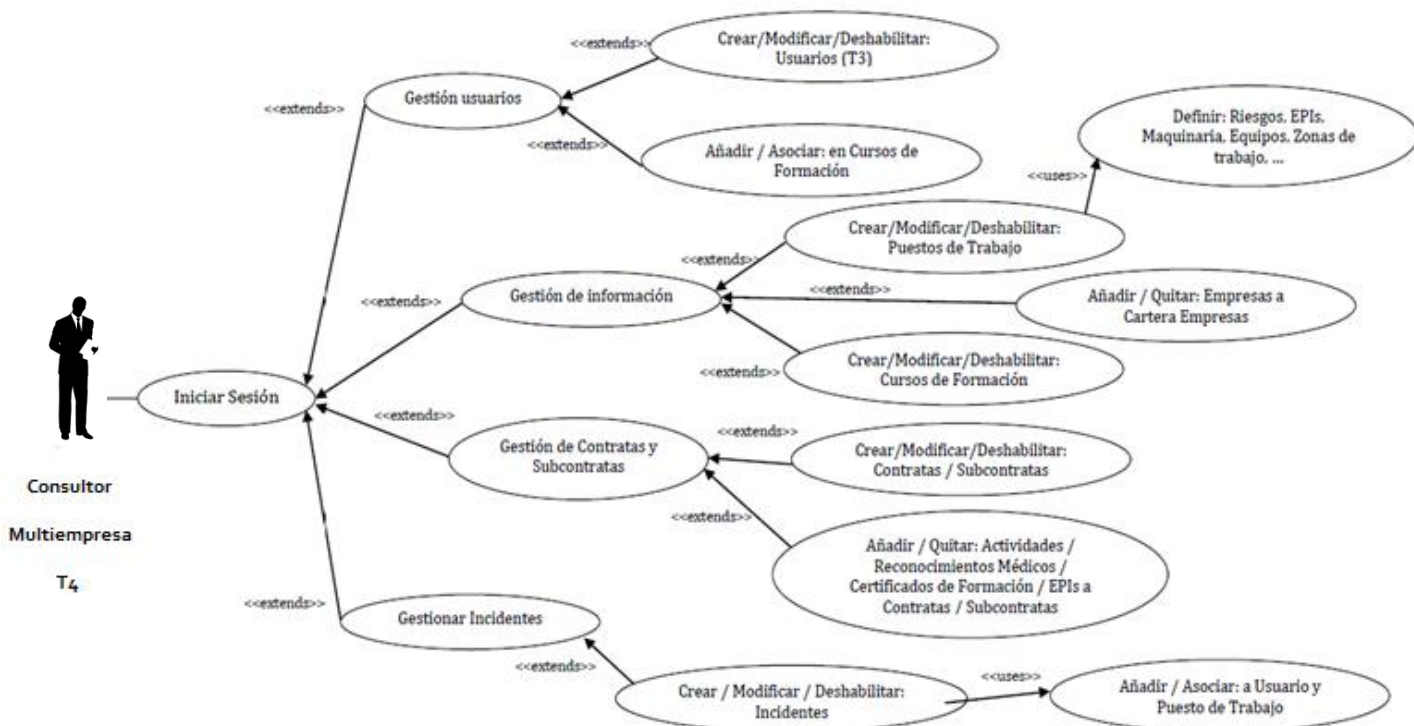 <<extends>>
Crear/Modificar/Deshabilitar:
Usuarios (T3)
Gestión usuarios
<<extends>>
<<extends>>
Añadir / Asociar: en Cursos de
Formación
Definir: Riesgos, EPIs,
Maquinaria, Equipos, Zonas de
trabajo, ...
<<uses>>
Crear/Modificar/Deshabilitar:
Puestos de Trabajo
<<extends>>
<<extends>>
Gestión de información
<<extends>>
Añadir / Quitar: Empresas a
Cartera Empresas
Crear/Modificar/Deshabilitar:
Cursos de Formación
<<extends>>
Iniciar Sesión
<<extends>>
Gestión de Contratas y
Subcontratas
<<extends>>
Crear/Modificar/Deshabilitar:
Contratas / Subcontratas
<<extends>>
Añadir / Quitar: Actividades /
Reconocimientos Médicos /
Certificados de Formación / EPIs a
Contratas / Subcontratas
Consultor
Multiempresa
T4
<<extends>>
Gestionar Incidentes
<<extends>>
Crear / Modificar / Deshabilitar:
Incidentes
<<uses>>
Añadir / Asociar: a Usuario y
Puesto de Trabajo